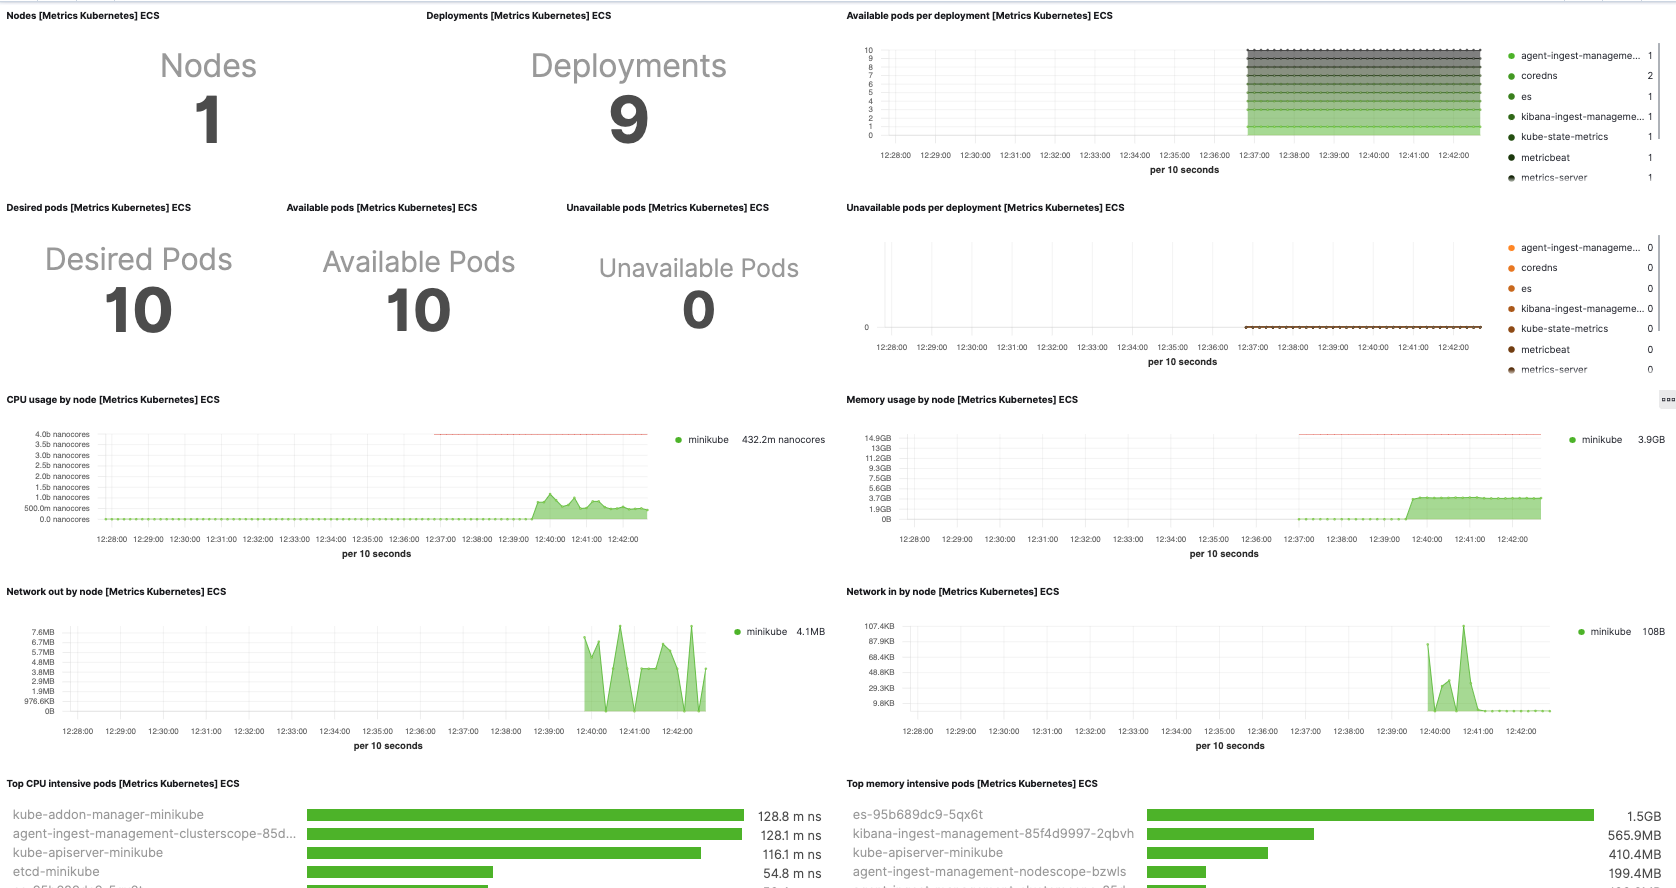 Nodes [Metrics Kubernetes] ECS
Nodes
1
Deployments [Metrics Kubernetes] ECS
Deployments
9
Available pods per deployment [Metrics Kubernetes] ECS
10
9
8
7
6
5
4
3
2
1
0
12:28:00 12:29:00 12:30:00 12:31:00 12:32:00 12:33:00 12:34:00 12:35:00 12:36:00 12:37:00 12:38:00 12:39:00 12:40:00 12:41:00 12:42:00
per 10 seconds
agent-ingest-manageme... 1
coredns 2
es 1
kibana-ingest-manageme... 1
kube-state-metrics 1
metricbeat 1
metrics-server 1
Desired pods [Metrics Kubernetes] ECS
Desired Pods
10
Available pods [Metrics Kubernetes] ECS
Available Pods
10
Unavailable pods [Metrics Kubernetes] ECS
Unavailable Pods
0
Unavailable pods per deployment [Metrics Kubernetes] ECS
0
12:28:00 12:29:00 12:30:00 12:31:00 12:32:00 12:33:00 12:34:00 12:35:00 12:36:00 12:37:00 12:38:00 12:39:00 12:40:00 12:41:00 12:42:00
per 10 seconds
agent-ingest-manageme... 0
coredns 0
es 0
kibana-ingest-manageme... 0
kube-state-metrics 0
metricbeat 0
metrics-server 0
CPU usage by node [Metrics Kubernetes] ECS
4.0b nanocores
3.5b nanocores
3.0b nanocores
2.5b nanocores
2.0b nanocores
1.5b nanocores
1.0b nanocores
500.0m nanocores
0.0 nanocores
12:28:00 12:29:00 12:30:00 12:31:00 12:32:00 12:33:00 12:34:00 12:35:00 12:36:00 12:37:00 12:38:00 12:39:00 12:40:00 12:41:00 12:42:00
per 10 seconds
minikube 432.2m nanocores
Memory usage by node [Metrics Kubernetes] ECS
14.9GB
13GB
11.2GB
9.3GB
7.5GB
5.6GB
3.7GB
1.9GB
0B
12:28:00 12:29:00 12:30:00 12:31:00 12:32:00 12:33:00 12:34:00 12:35:00 12:36:00 12:37:00 12:38:00 12:39:00 12:40:00 12:41:00 12:42:00
per 10 seconds
minikube 3.9GB
Network out by node [Metrics Kubernetes] ECS
7.6MB
6.7MB
5.7MB
4.8MB
3.8MB
2.9MB
1.9MB
976.6KB
0B
12:28:00 12:29:00 12:30:00 12:31:00 12:32:00 12:33:00 12:34:00 12:35:00 12:36:00 12:37:00 12:38:00 12:39:00 12:40:00 12:41:00 12:42:00
per 10 seconds
minikube 4.1MB
Network in by node [Metrics Kubernetes] ECS
107.4KB
87.9KB
68.4KB
48.8KB
29.3KB
9.8KB
12:28:00 12:29:00 12:30:00 12:31:00 12:32:00 12:33:00 12:34:00 12:35:00 12:36:00 12:37:00 12:38:00 12:39:00 12:40:00 12:41:00 12:42:00
per 10 seconds
minikube 108B
Top CPU intensive pods [Metrics Kubernetes] ECS
kube-addon-manager-minikube 128.8 m ns
agent-ingest-management-clusterscope-85d... 128.1 m ns
kube-apiserver-minikube 116.1 m ns
etcd-minikube 54.8 m ns
Top memory intensive pods [Metrics Kubernetes] ECS
es-95b689dc9-5qx6t 1.5GB
kibana-ingest-management-85f4d9997-2qbvh 565.9MB
kube-apiserver-minikube 410.4MB
agent-ingest-management-nodescope-bzwls 199.4MB